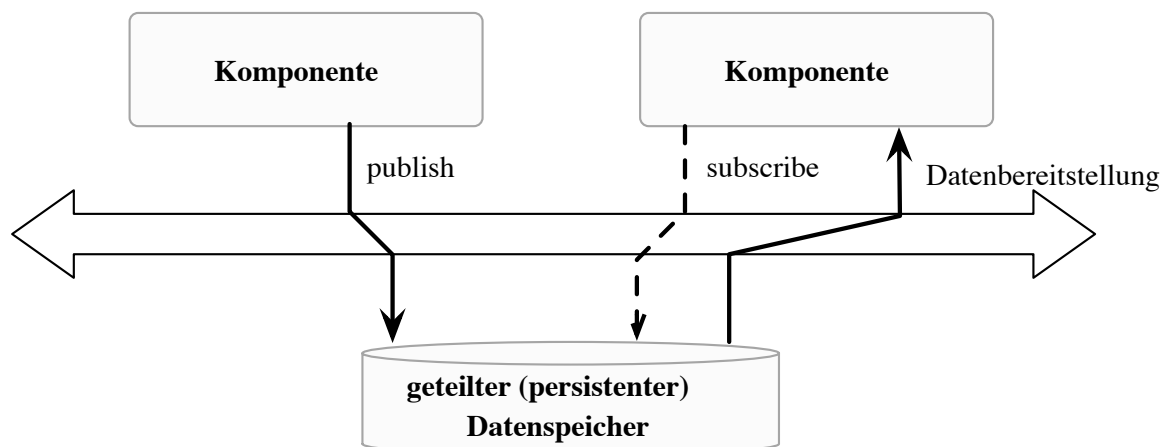 Komponente
Komponente
publish
subscribe
Datenbereitstellung
geteilter (persistenter)
Datenspeicher